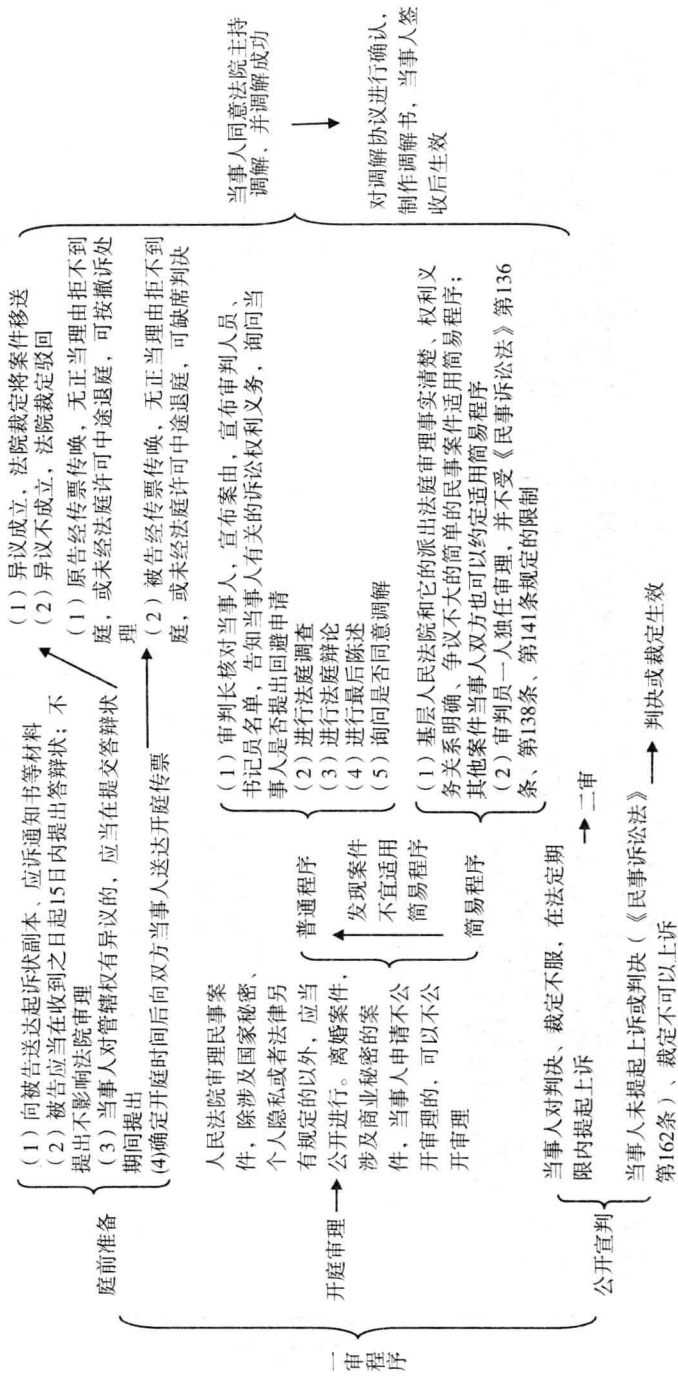 一审程序
庭前准备
(1)向被告送达起诉状副本、应诉通知书等材料
(2)被告应当在收到之日起15日内提出答辩状；不
提出不影响法院审理
(3)当事人对管辖权有异议的，应当在提交答辩状
期间提出
(4)确定开庭时间后向双方当事人送达开庭传票
(1)异议成立，法院裁定将案件移送
(2)异议不成立，法院裁定驳回
(1)原告经传票传唤，无正当理由拒不到
庭，或未经法庭许可中途退庭，可按撤诉处
理
(2)被告经传票传唤，无正当理由拒不到
庭，或未经法庭许可中途退庭，可缺席判决
开庭审理
人民法院审理民事案
件，除涉及国家秘密、
个人隐私或者法律另
有规定的以外，应当
公开进行。离婚案件，
涉及商业秘密的案
件，当事人申请不公
开审理的，可以不公
开审理
普通程序
发现案件
不宜适用
简易程序
简易程序
(1)审判长核对当事人，宣布案由，宣布审判人员、
书记员名单，告知当事人有关的诉讼权利义务，询问当
事人是否提出回避申请
(2)进行法庭调查
(3)进行法庭辩论
(4)进行最后陈述
(5)询问是否同意调解
(1)基层人民法院和它的派出法庭审理事实清楚、权利义
务关系明确、争议不大的简单的民事案件适用简易程序；
其他案件当事人双方也可以约定适用简易程序
(2)审判员一人独任审理，并不受《民事诉讼法》第136
条、第138条、第141条规定的限制
公开宣判
当事人对判决、裁定不服，在法定期
限内提起上诉
二审
当事人未提起上诉或判决（《民事诉讼法》
第162条）、裁定不可以上诉
判决或裁定生效
当事人同意法院主持
调解、并调解成功
对调解协议进行确认，
制作调解书，当事人签
收后生效